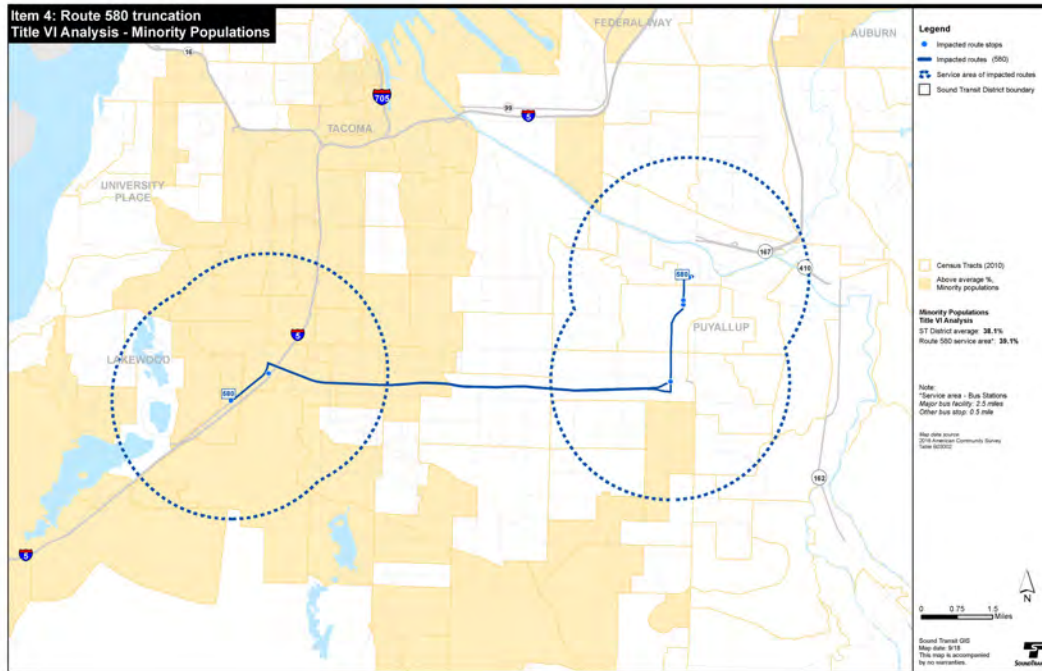 Item 4: Route 580 truncation
Title VI Analysis - Minority Populations
FEDERAL WAY
AUBURN
16
705
99
5
TACOMA
UNIVERSITY
PLACE
167
410
580
PUYALLUP
5
LAKEWOOD
580
162
5
Legend
Impacted route stops
Impacted routes (580)
Service area of impacted routes
Sound Transit District boundary
Census Tracts (2010)
Above average %,
Minority populations
Minority Populations
Title VI Analysis
ST District average: 38.1%
Route 580 service area*: 39.1%
Note:
*Service area - Bus Stations
Major bus facility: 2.5 miles
Other bus stop: 0.5 mile
Map data source
2016 American Community Survey
Table B03002
N
0 0.75 1.5
Miles
Sound Transit GIS
Map date: 9/18
This map is accompanied
by no warranties.
SOUNDTRANSIT